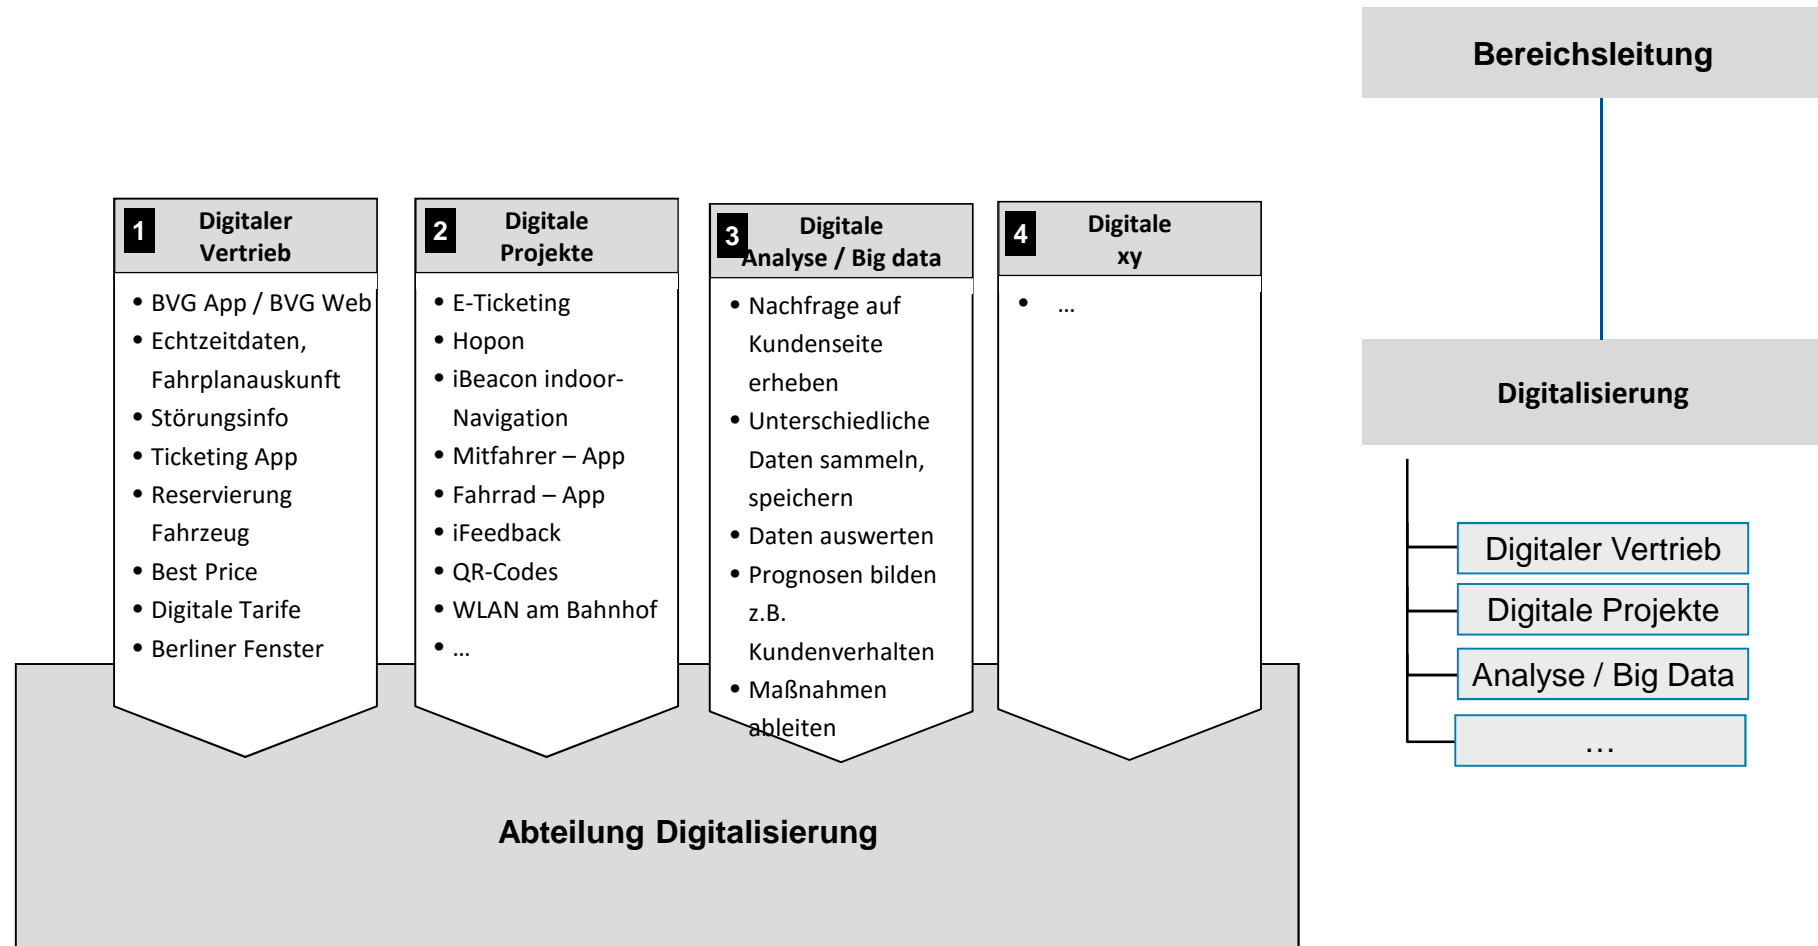 Bereichsleitung
1
Digitaler
Vertrieb
• BVG App / BVG Web
• Echtzeitdaten,
Fahrplanauskunft
• Störungsinfo
• Ticketing App
• Reservierung
Fahrzeug
• Best Price
• Digitale Tarife
• Berliner Fenster
2
Digitale
Projekte
• E-Ticketing
• Hopon
• iBeacon indoor-
Navigation
• Mitfahrer – App
• Fahrrad – App
• iFeedback
• QR-Codes
• WLAN am Bahnhof
• ...
3
Digitale
Analyse / Big data
• Nachfrage auf
Kundenseite
erheben
• Unterschiedliche
Daten sammeln,
speichern
• Daten auswerten
• Prognosen bilden
z.B.
Kundenverhalten
• Maßnahmen
ableiten
4
Digitale
xy
• ...
Abteilung Digitalisierung
Digitalisierung
Digitaler Vertrieb
Digitale Projekte
Analyse / Big Data
...